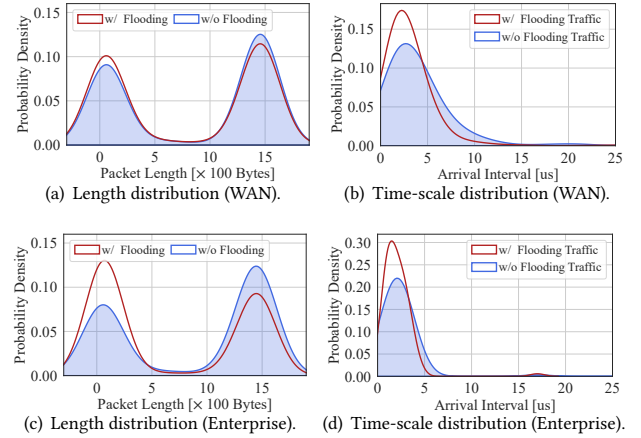 w/ Flooding
w/o Flooding
Probability Density
0.15
0.10
0.05
0.00
0
5
10
15
Packet Length [× 100 Bytes]
(a) Length distribution (WAN).
w/ Flooding Traffic
w/o Flooding Traffic
Probability Density
0.15
0.10
0.05
0.00
0
5
10
15
20
25
Arrival Interval [us]
(b) Time-scale distribution (WAN).
w/ Flooding
w/o Flooding
Probability Density
0.15
0.10
0.05
0.00
0
5
10
15
Packet Length [× 100 Bytes]
(c) Length distribution (Enterprise).
w/ Flooding Traffic
w/o Flooding Traffic
Probability Density
0.30
0.25
0.20
0.15
0.10
0.05
0.00
0
5
10
15
20
25
Arrival Interval [us]
(d) Time-scale distribution (Enterprise).